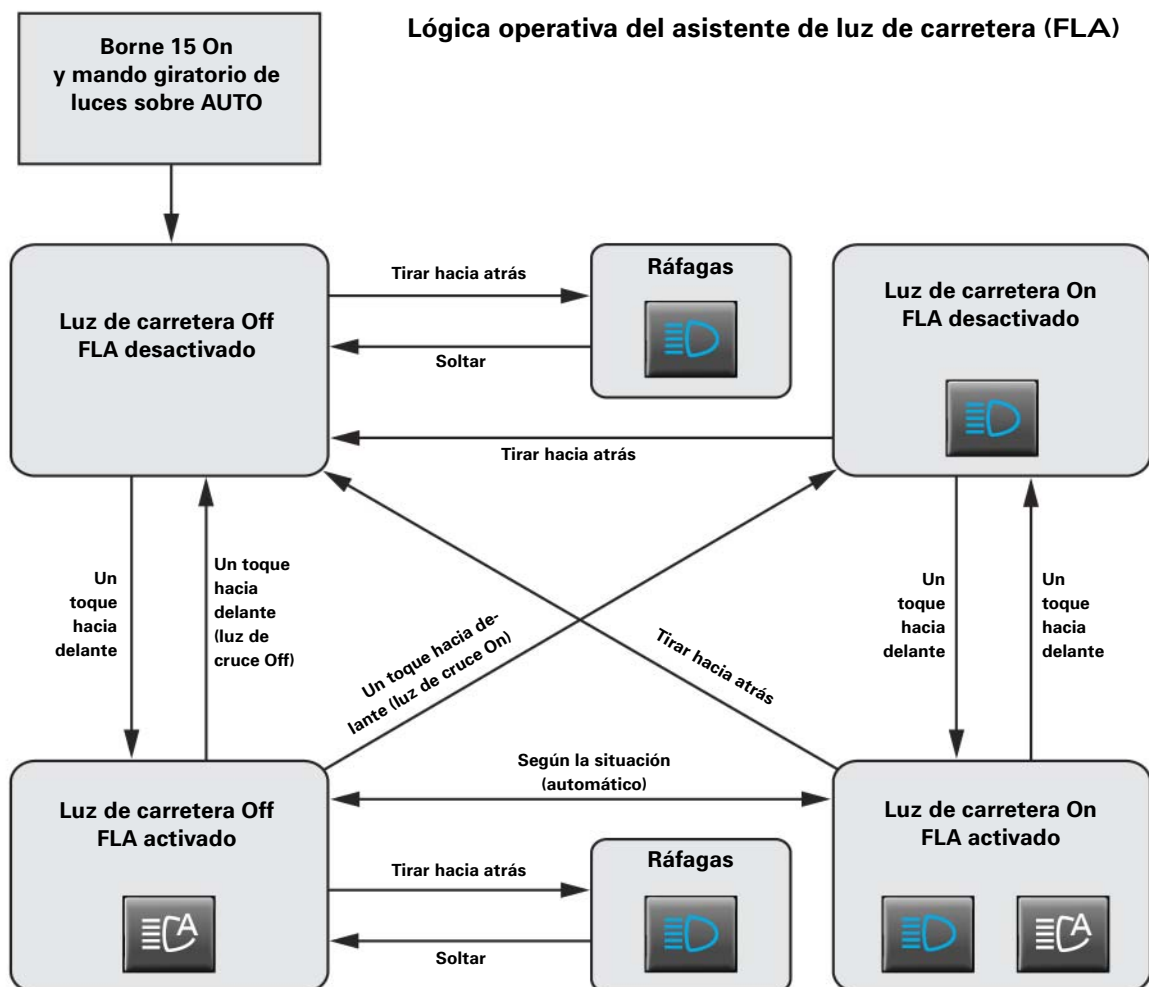 Lógica operativa del asistente de luz de carretera (FLA)
Borne 15 On
y mando giratorio de
luces sobre AUTO
Luz de carretera Off
FLA desactivado
Tirar hacia atrás
Soltar
Ráfagas
Luz de carretera On
FLA desactivado
Tirar hacia atrás
Un
toque
hacia
delante
Un toque
hacia
delante
(luz de
cruce Off)
Un toque hacia de-
lante (luz de cruce On)
Tirar hacia atrás
Un
toque
hacia
delante
Un
toque
hacia
delante
Según la situación
(automático)
Luz de carretera Off
FLA activado
A
Tirar hacia atrás
Soltar
Ráfagas
Luz de carretera On
FLA activado
A